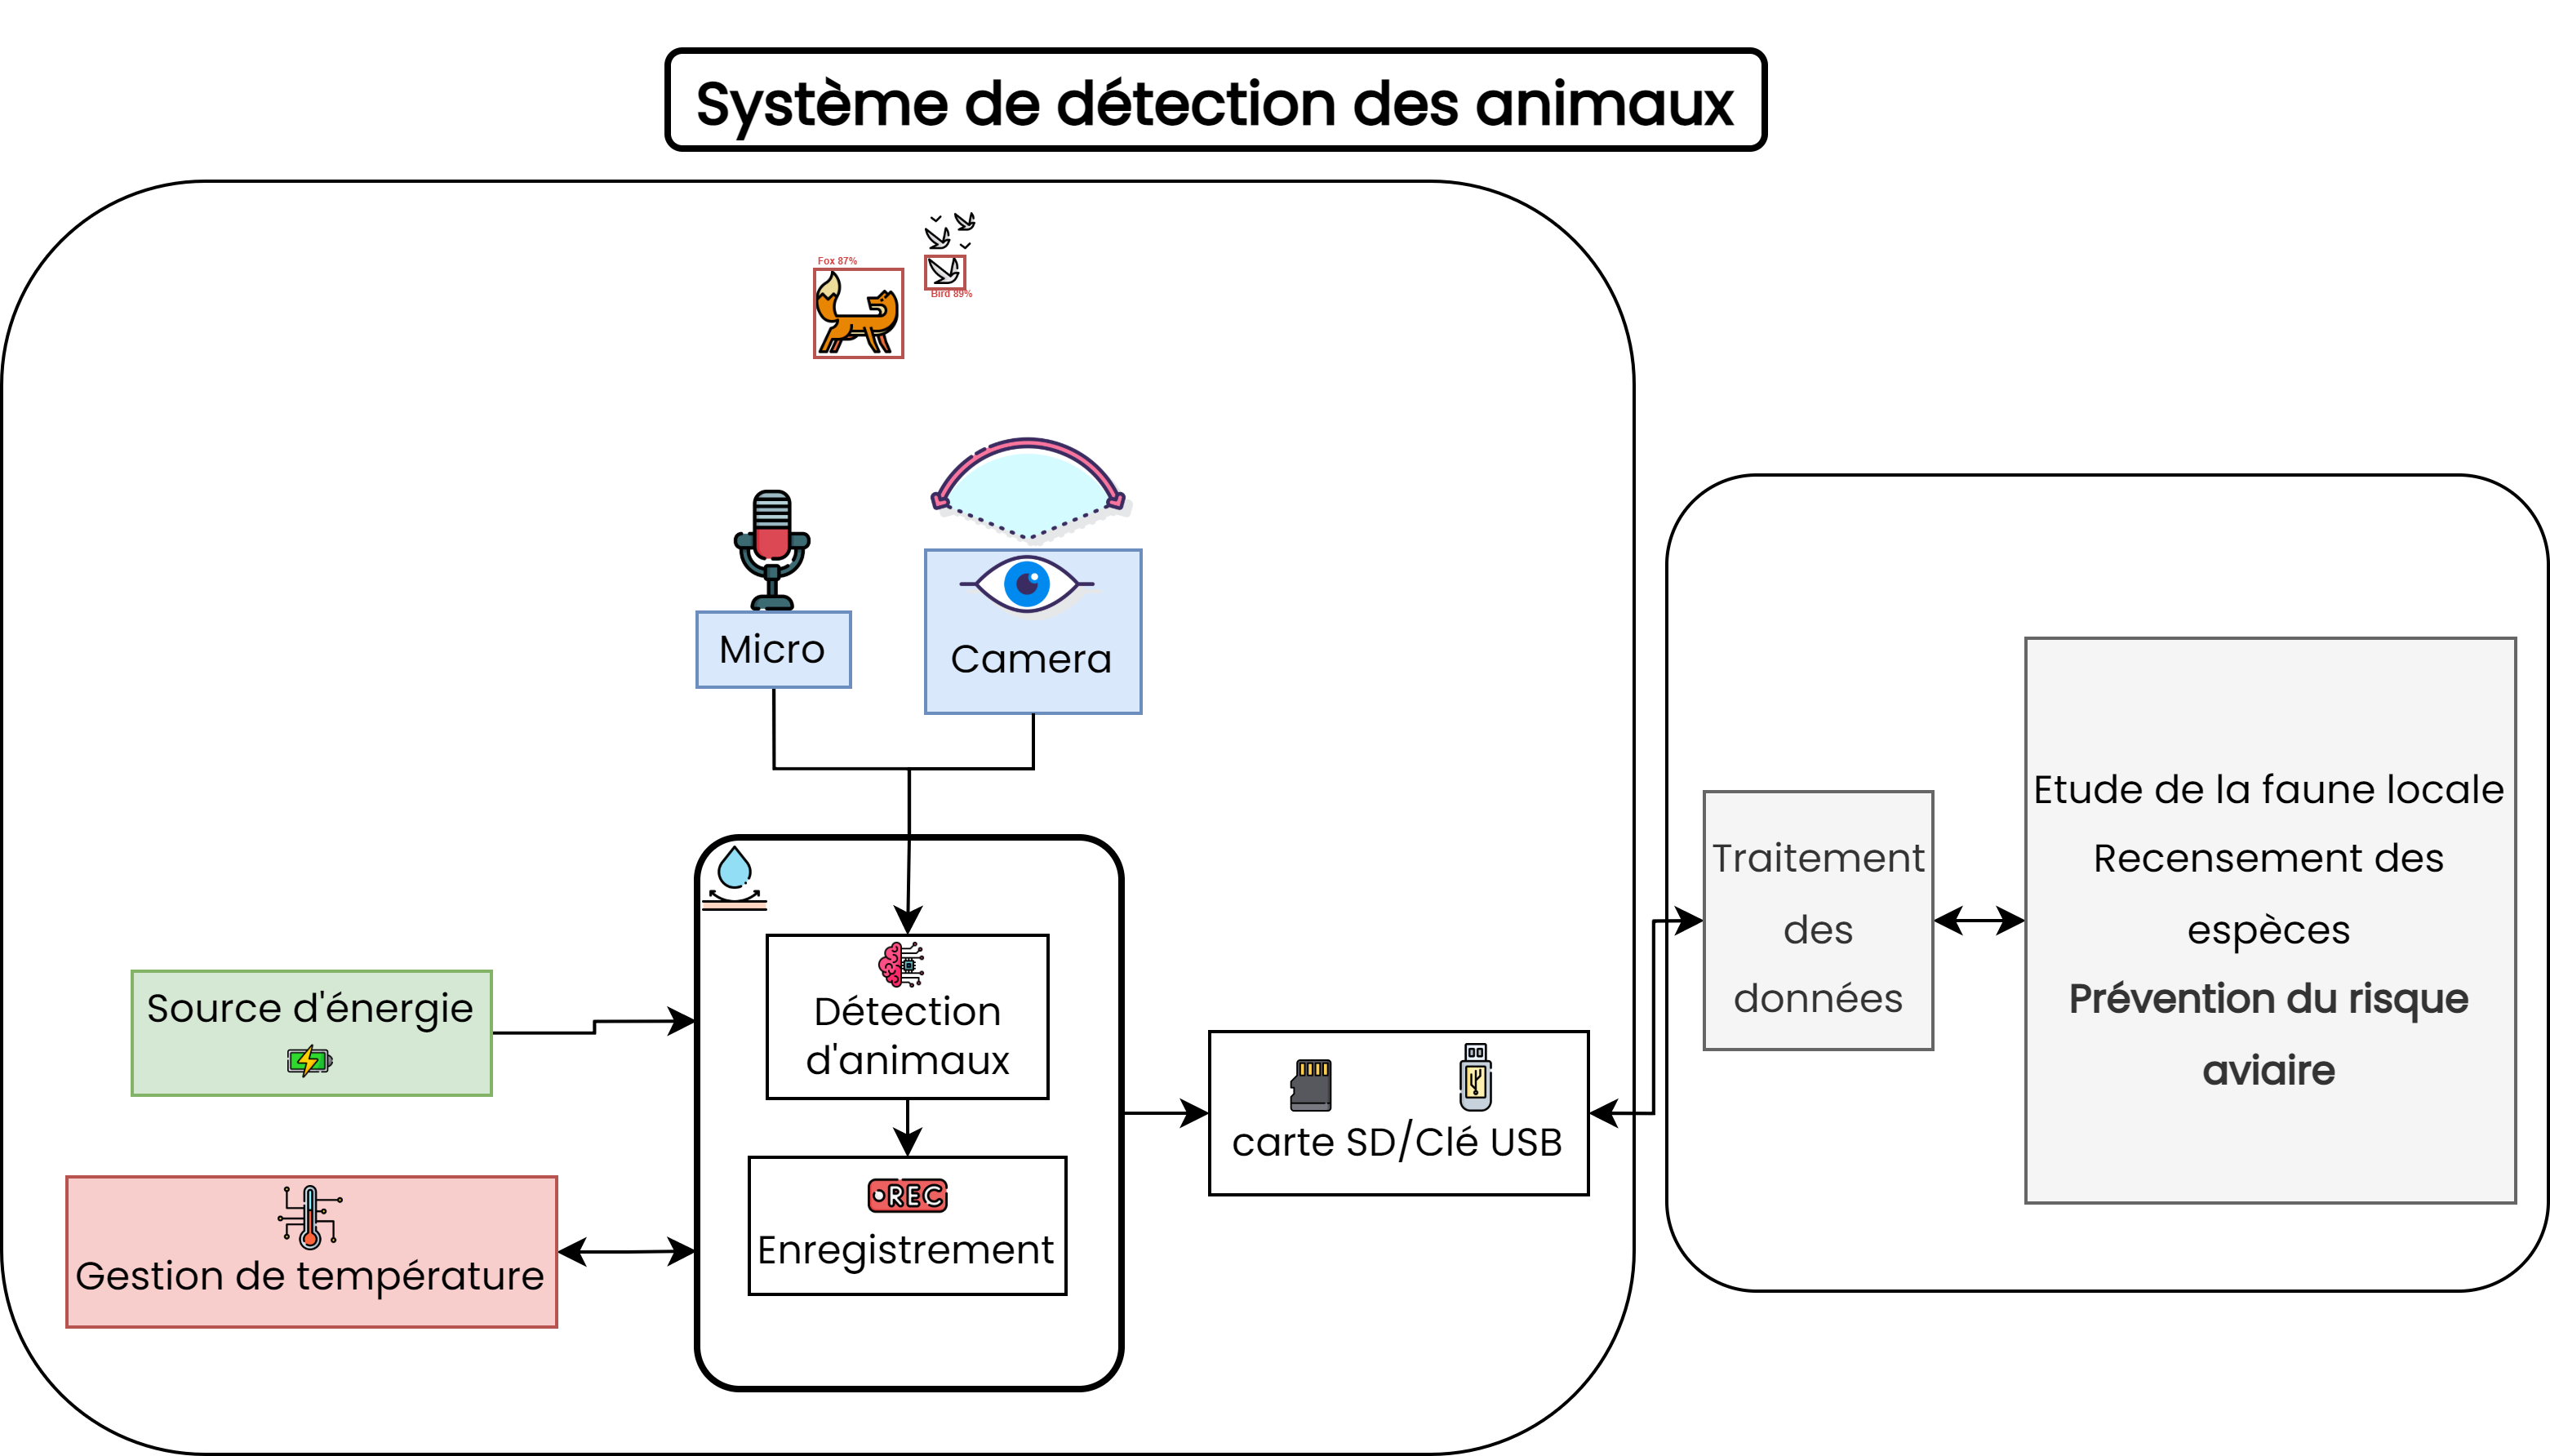 Système de détection des animaux
Fox 87%
Bird 89%
Micro
Camera
Source d'énergie
Gestion de température
Détection
d'animaux
REC
Enregistrement
carte SD/Clé USB
Traitement
des
données
Etude de la faune locale
Recensement des
espèces
Prévention du risque
aviaire